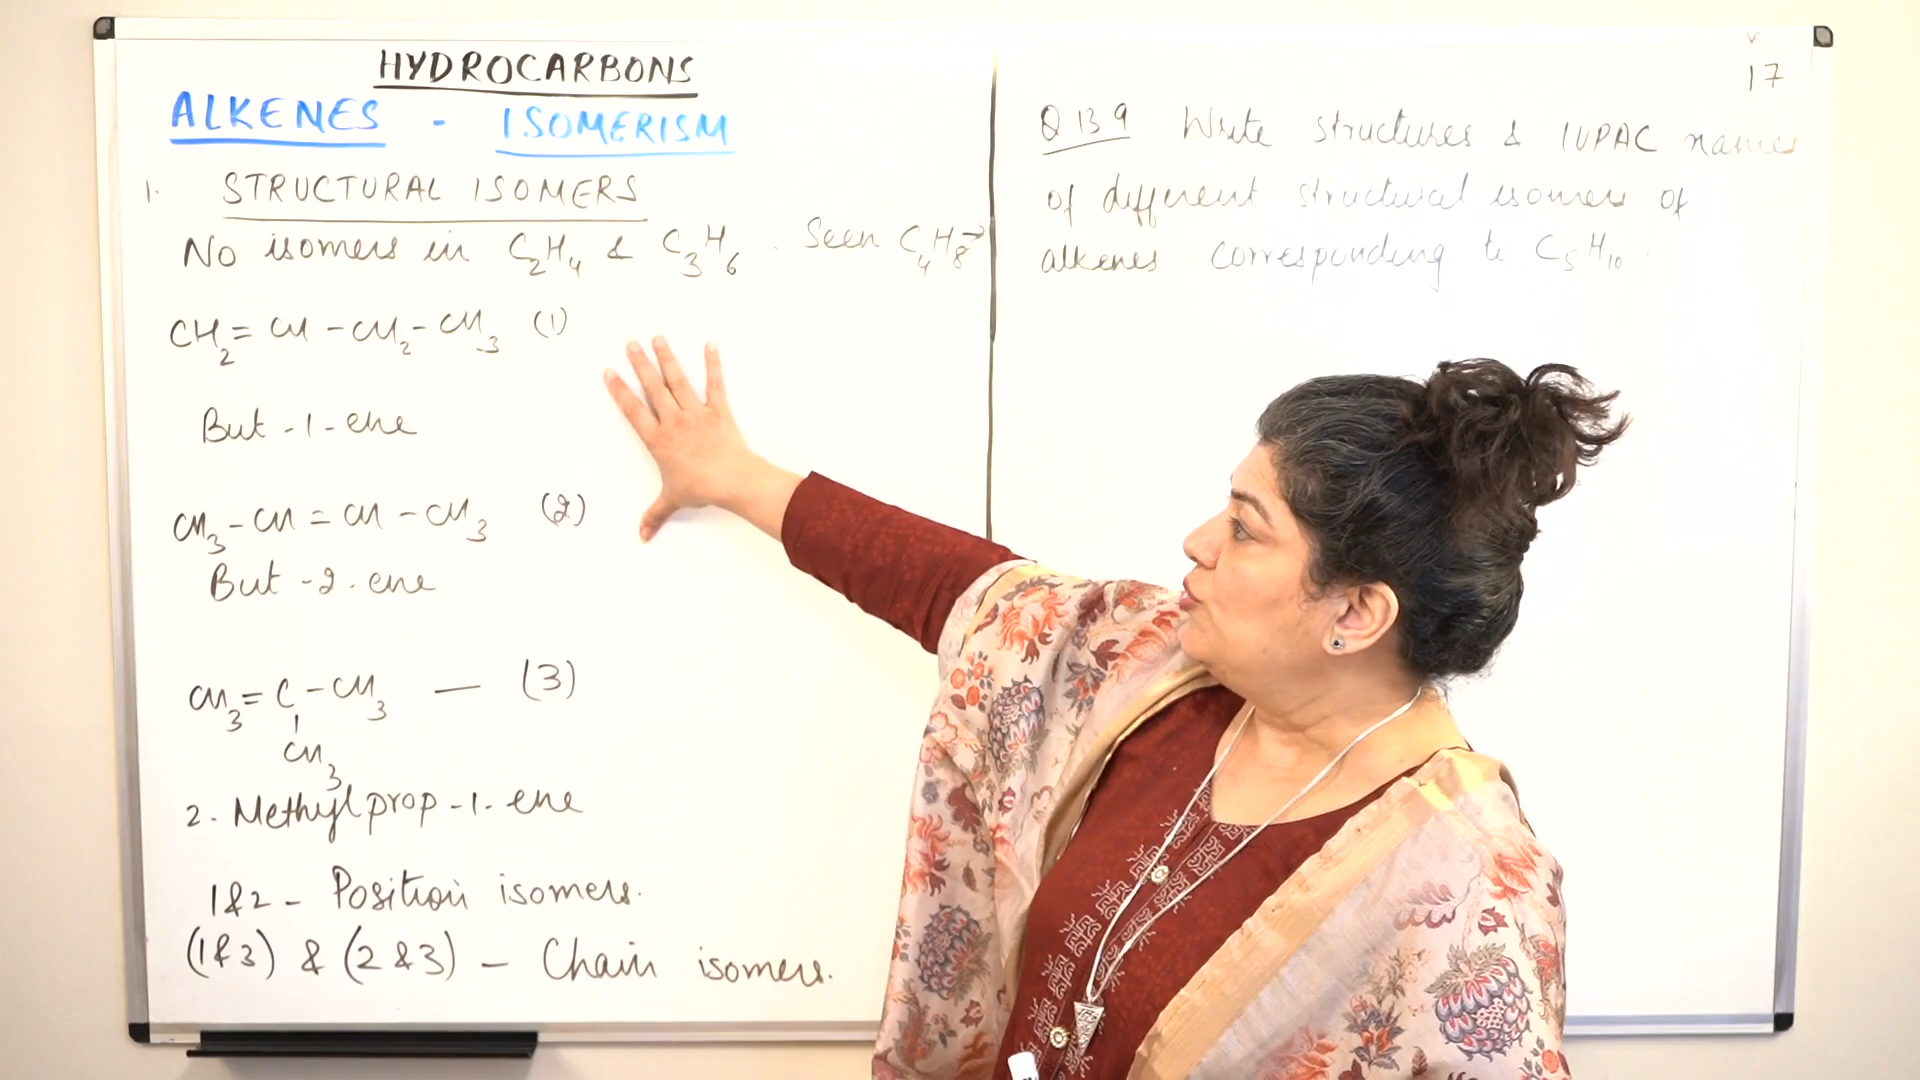 HYDROCARBONS
ALKENES - ISOMERISM
1. STRUCTURAL ISOMERS
No isomers in C2H4 & C3H6. Seen C4H8→
CH2 = CH - CH2 - CH3 (1)
But-1-ene
CH3 - CH = CH - CH3 (2)
But-2-ene
CH3 = C - CH3 — (3)
CH3
2. Methylprop-1-ene
1&2 - Position isomers.
(1&3) & (2&3) - Chain isomers.
17
Q 13 9 Write structures & IUPAC names
of different structural isomers of
alkenes corresponding to C5H10.